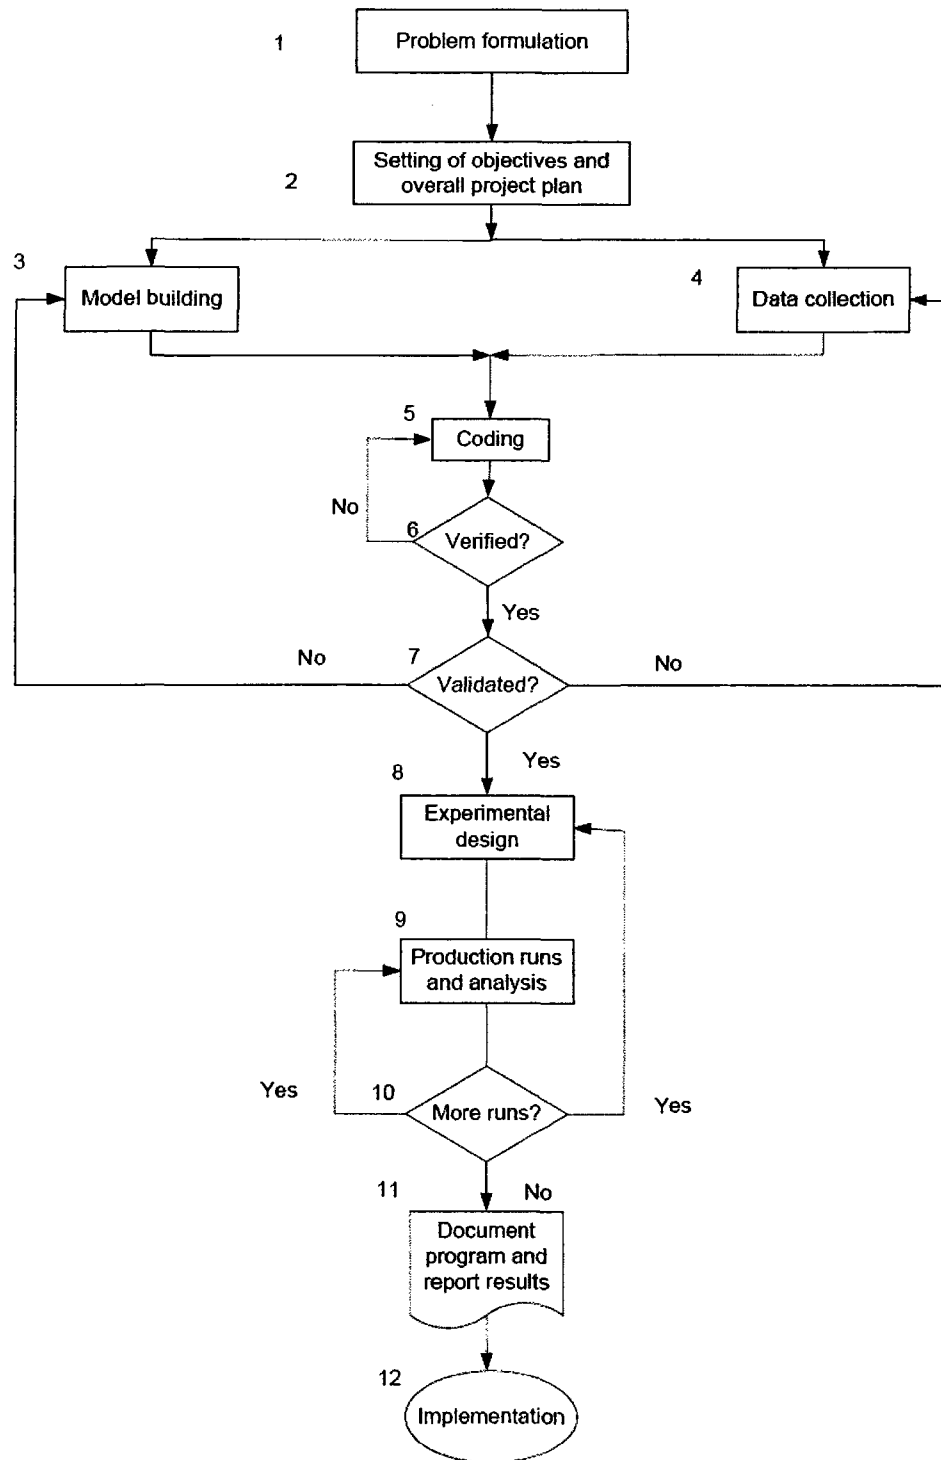 1
Problem formulation
2
Setting of objectives and
overall project plan
3
Model building
4
Data collection
5
Coding
No
6
Verified?
Yes
No
7
Validated?
No
Yes
8
Experimental
design
9
Production runs
and analysis
Yes
10
More runs?
Yes
11
No
Document
program and
report results
12
Implementation